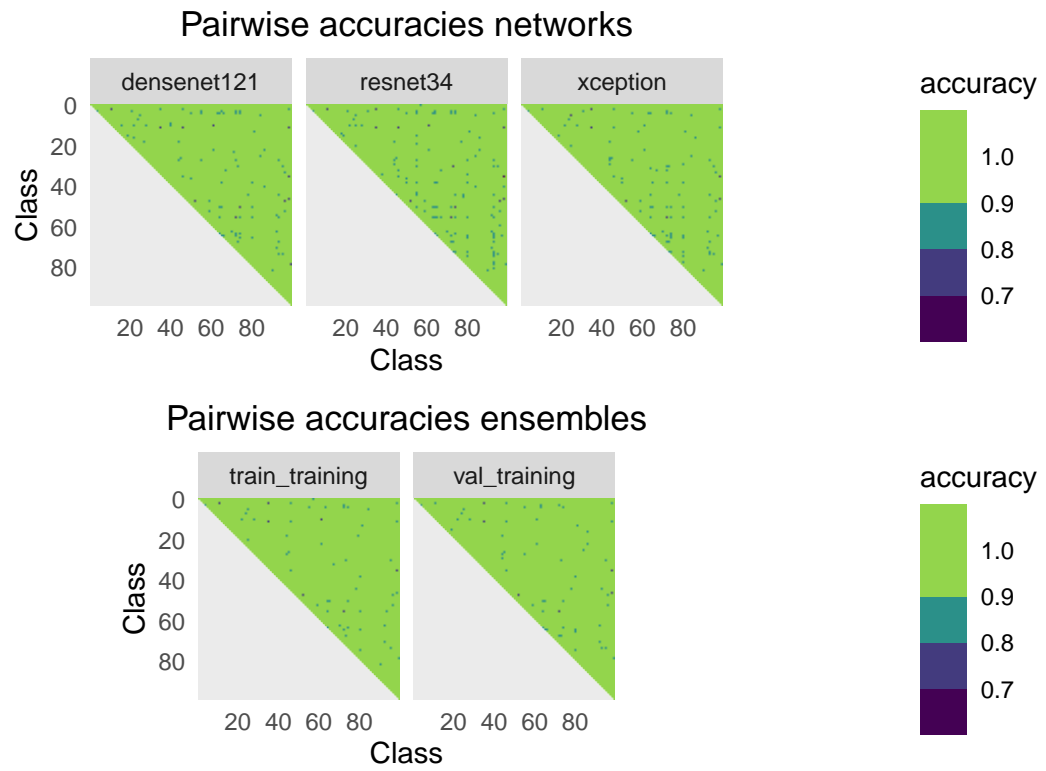 Pairwise accuracies networks
densenet121 resnet34 xception
accuracy
Class
0
20
40
60
80
20 40 60 80 20 40 60 80 20 40 60 80
Class
1.0
0.9
0.8
0.7
Pairwise accuracies ensembles
train_training val_training
accuracy
Class
0
20
40
60
80
20 40 60 80 20 40 60 80
Class
1.0
0.9
0.8
0.7